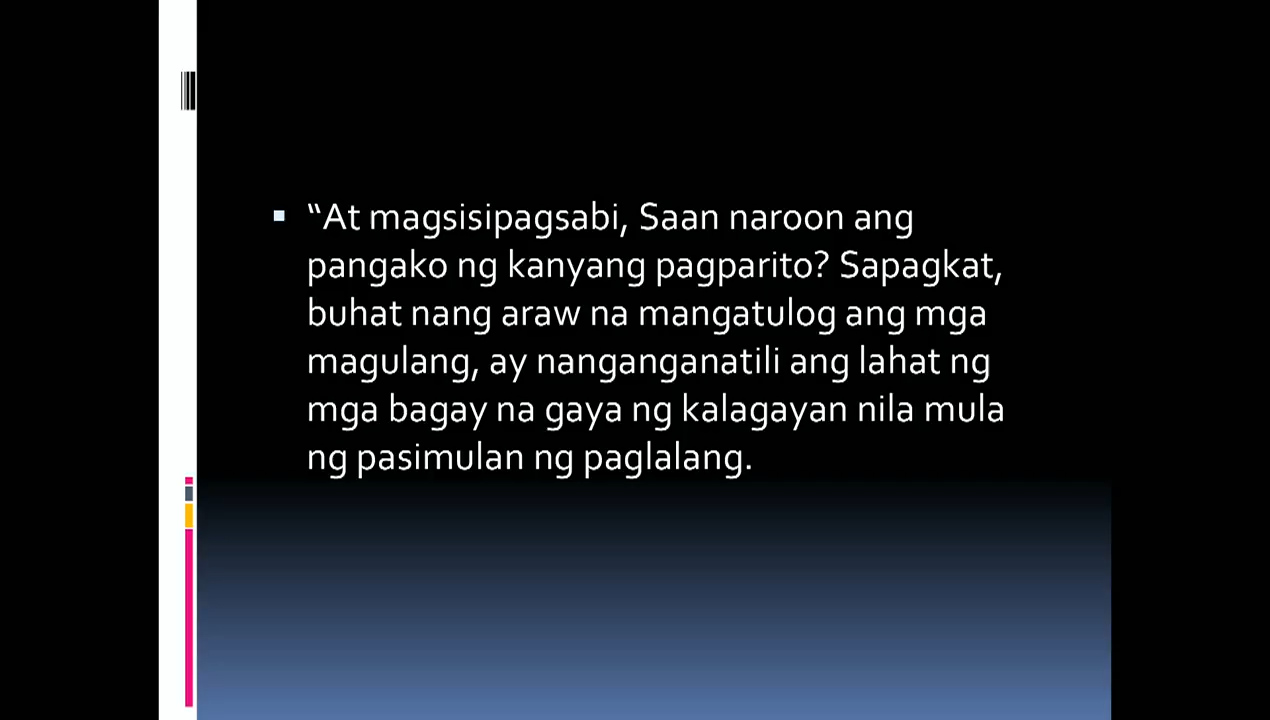 “At magsisipagsabi, Saan naroon ang
pangako ng kanyang pagparito? Sapagkat,
buhat nang araw na mangatulog ang mga
magulang, ay nanganganatili ang lahat ng
mga bagay na gaya ng kalagayan nila mula
ng pasimulan ng paglalang.